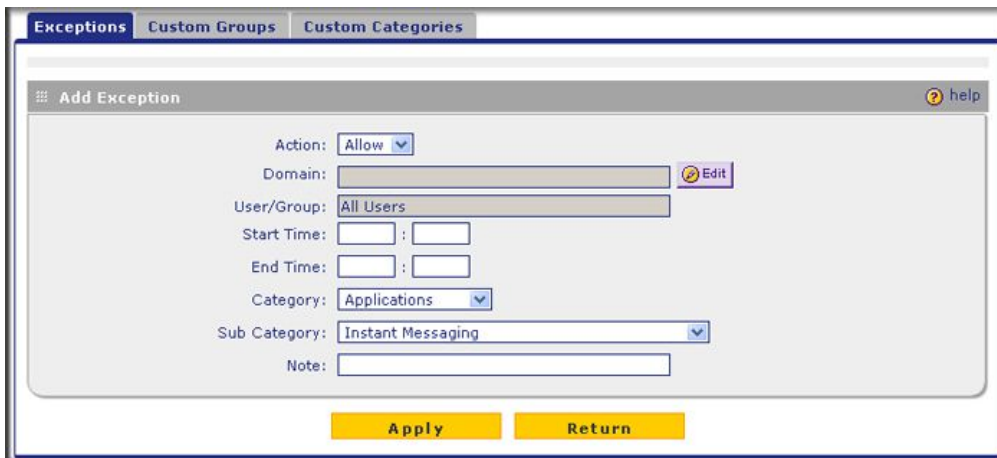 Exceptions Custom Groups Custom Categories
Add Exception help
Action: Allow
Domain: Edit
User/Group: All Users
Start Time: :
End Time: :
Category: Applications
Sub Category: Instant Messaging
Note:
Apply Return